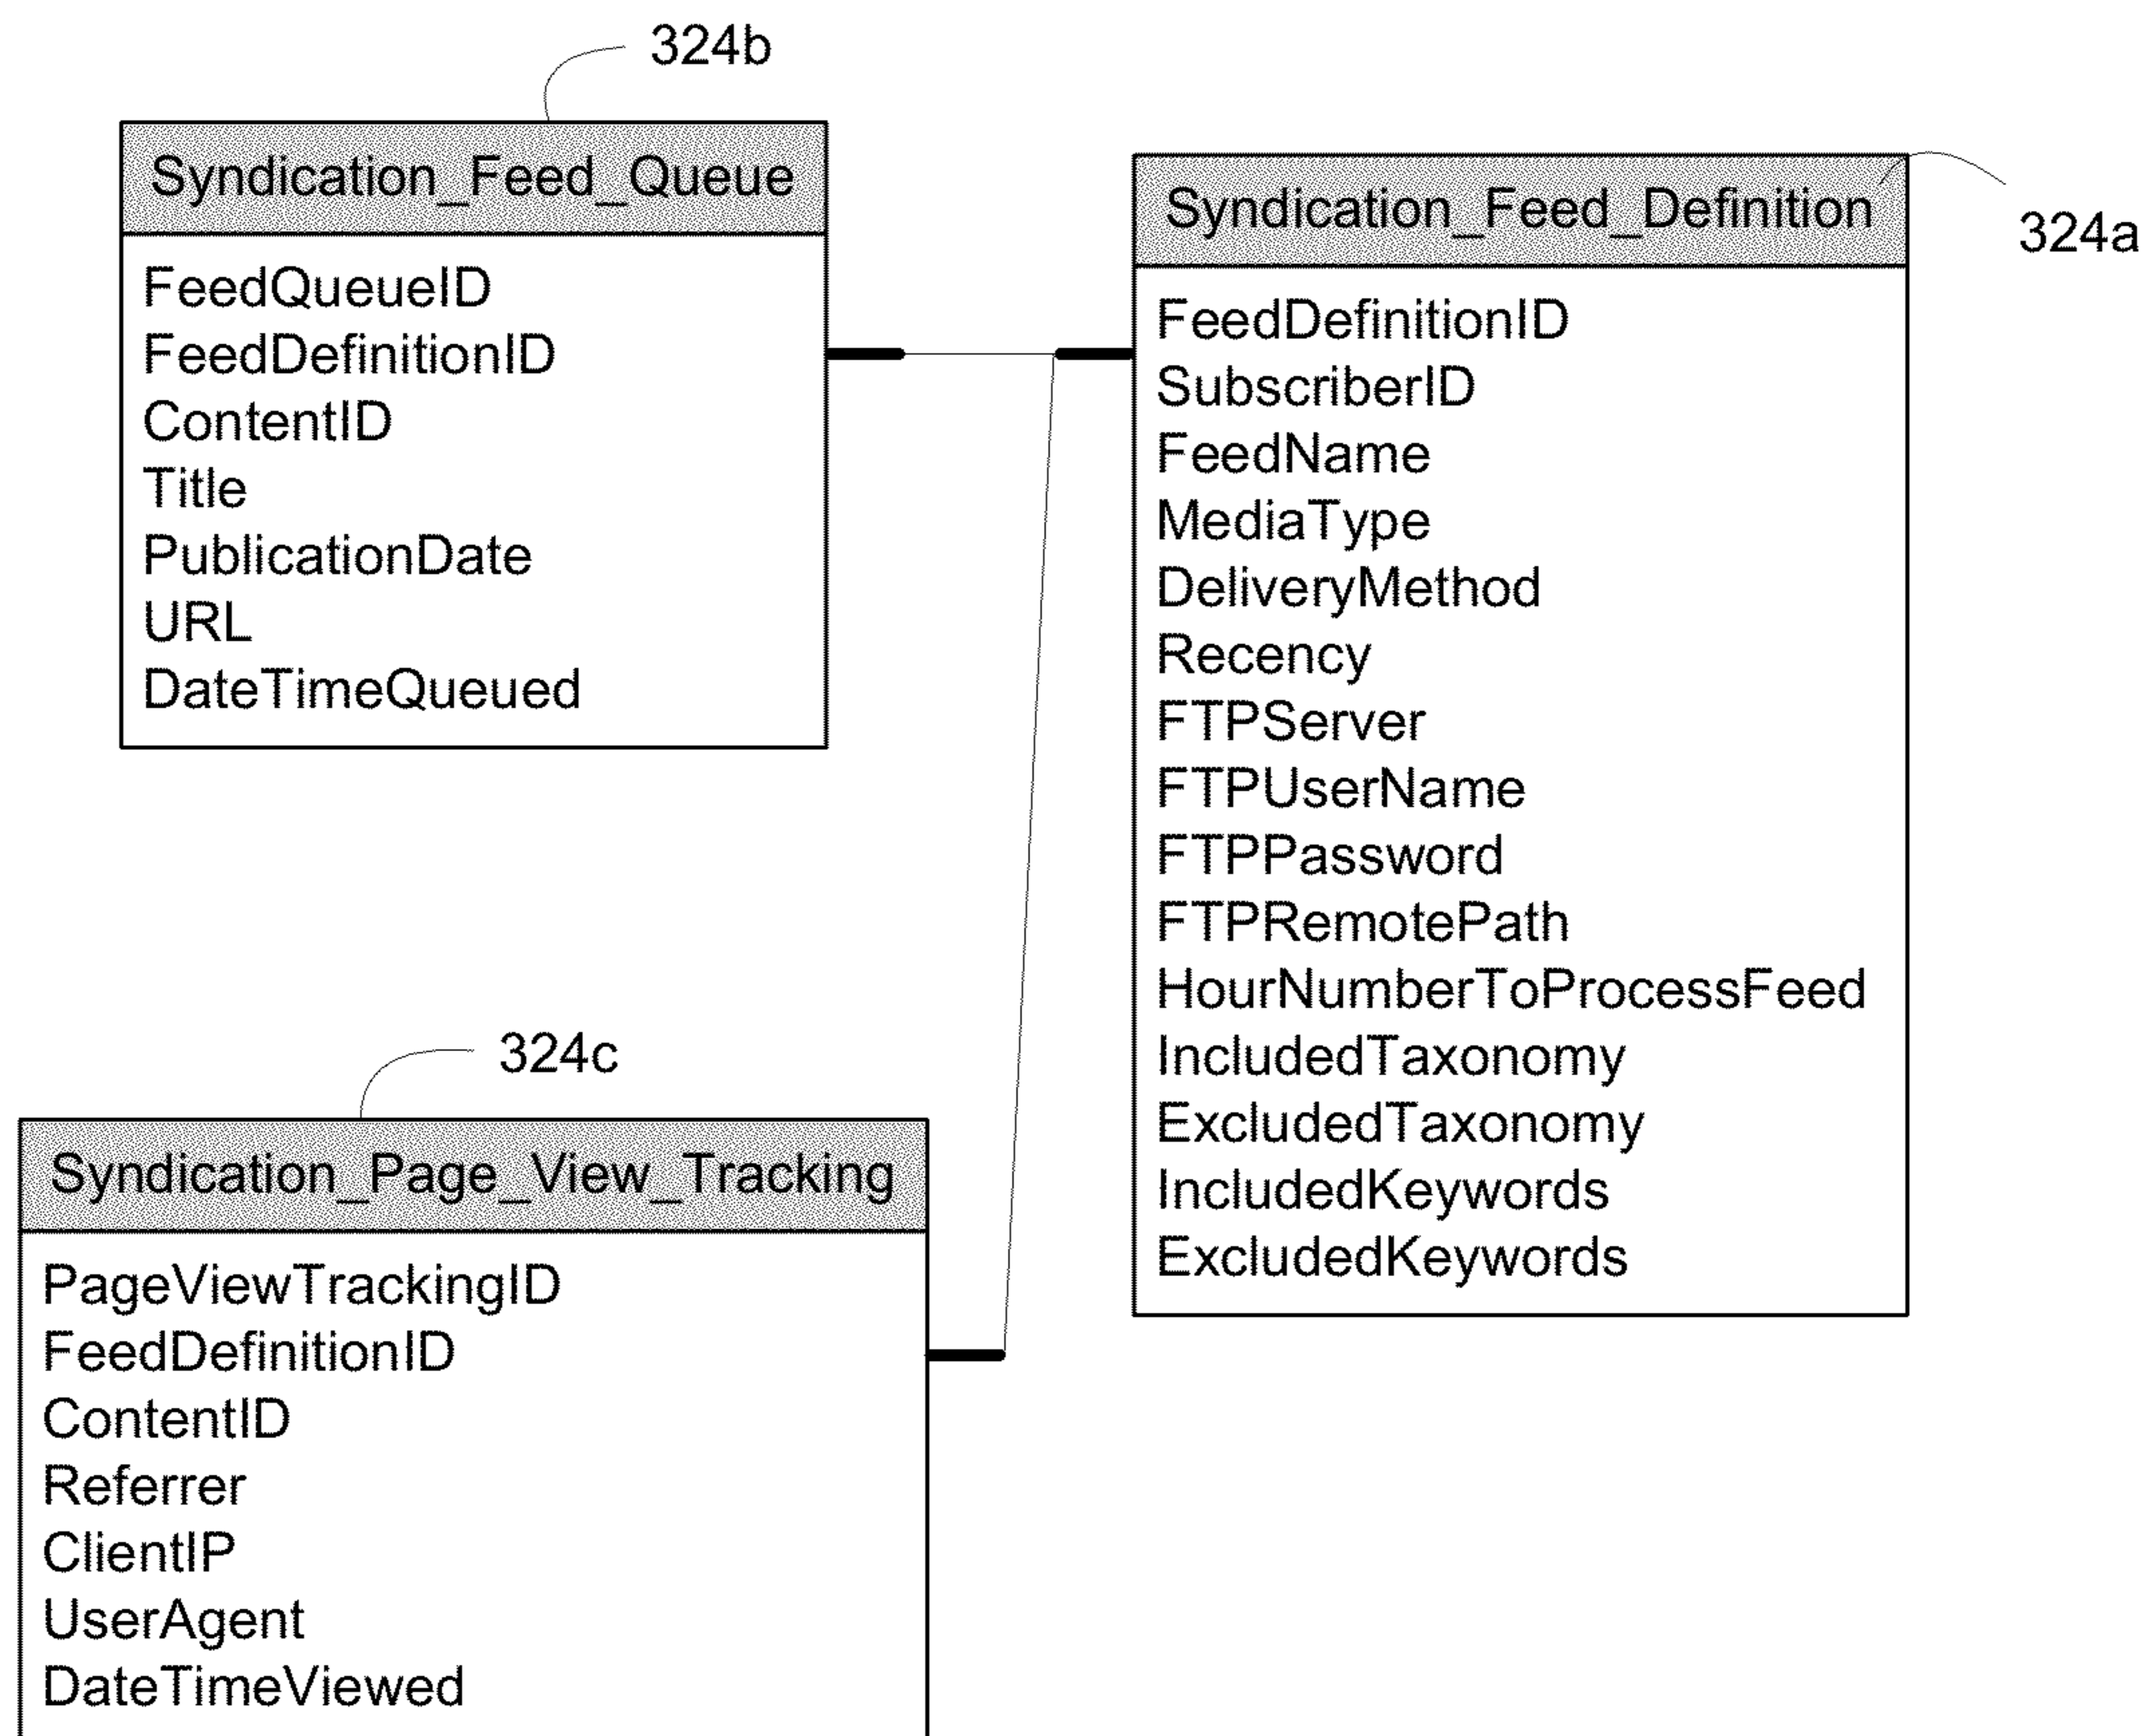 324b
Syndication_Feed_Queue
FeedQueueID
FeedDefinitionID
ContentID
Title
PublicationDate
URL
DateTimeQueued
324a
Syndication_Feed_Definition
FeedDefinitionID
SubscriberID
FeedName
MediaType
DeliveryMethod
Recency
FTPServer
FTPUserName
FTPPassword
FTPRemotePath
HourNumberToProcessFeed
IncludedTaxonomy
ExcludedTaxonomy
IncludedKeywords
ExcludedKeywords
324c
Syndication_Page_View_Tracking
PageViewTrackingID
FeedDefinitionID
ContentID
Referrer
ClientIP
UserAgent
DateTimeViewed